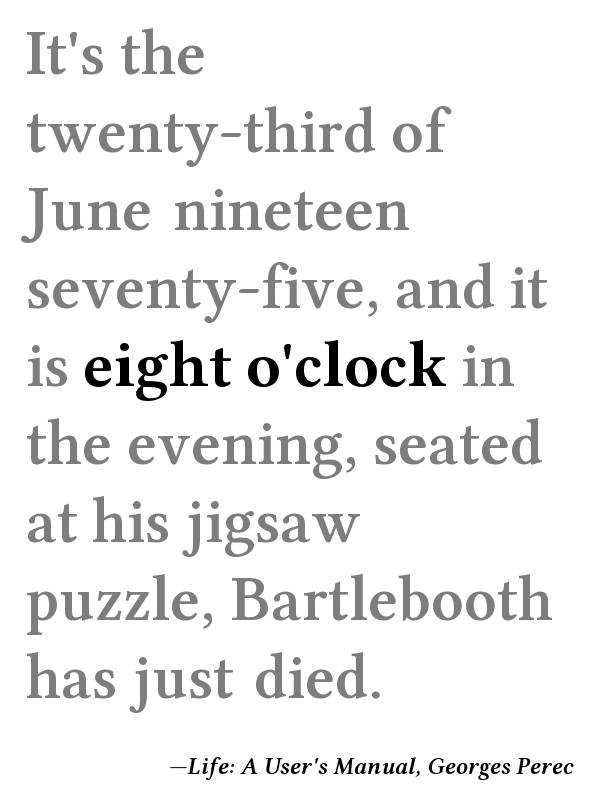 It's the
twenty-third of
June nineteen
seventy-five, and it
is eight o'clock in
the evening, seated
at his jigsaw
puzzle, Bartlebooth
has just died.
—Life: A User's Manual, Georges Perec